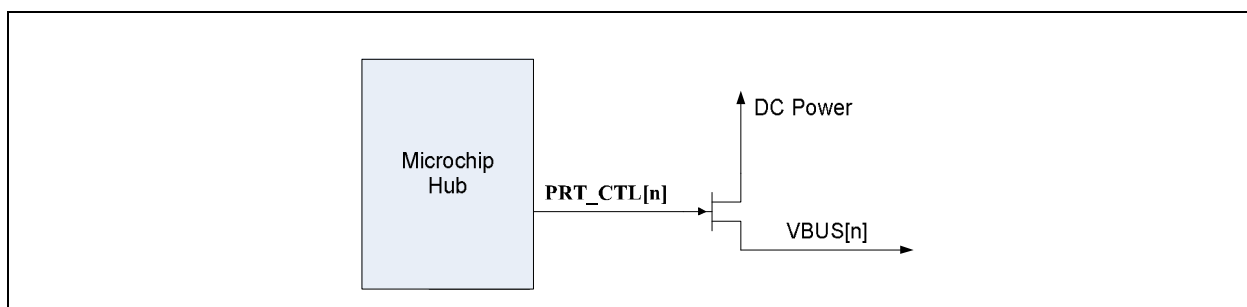 Microchip
Hub
PRT_CTL[n]
DC Power
VBUS[n]